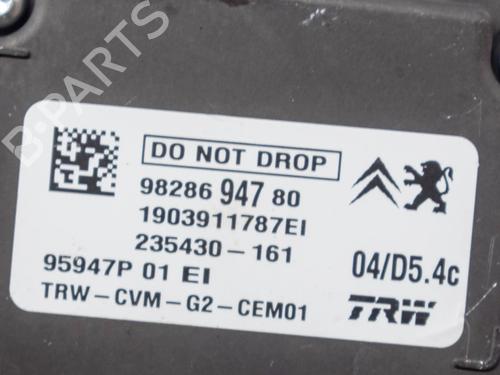 B-PARTS
DO NOT DROP
98286 947 80
1903911787EI
235430-161
95947P 01 EI
04/D5.4c
TRW-CVM-G2-CEM01
TRW